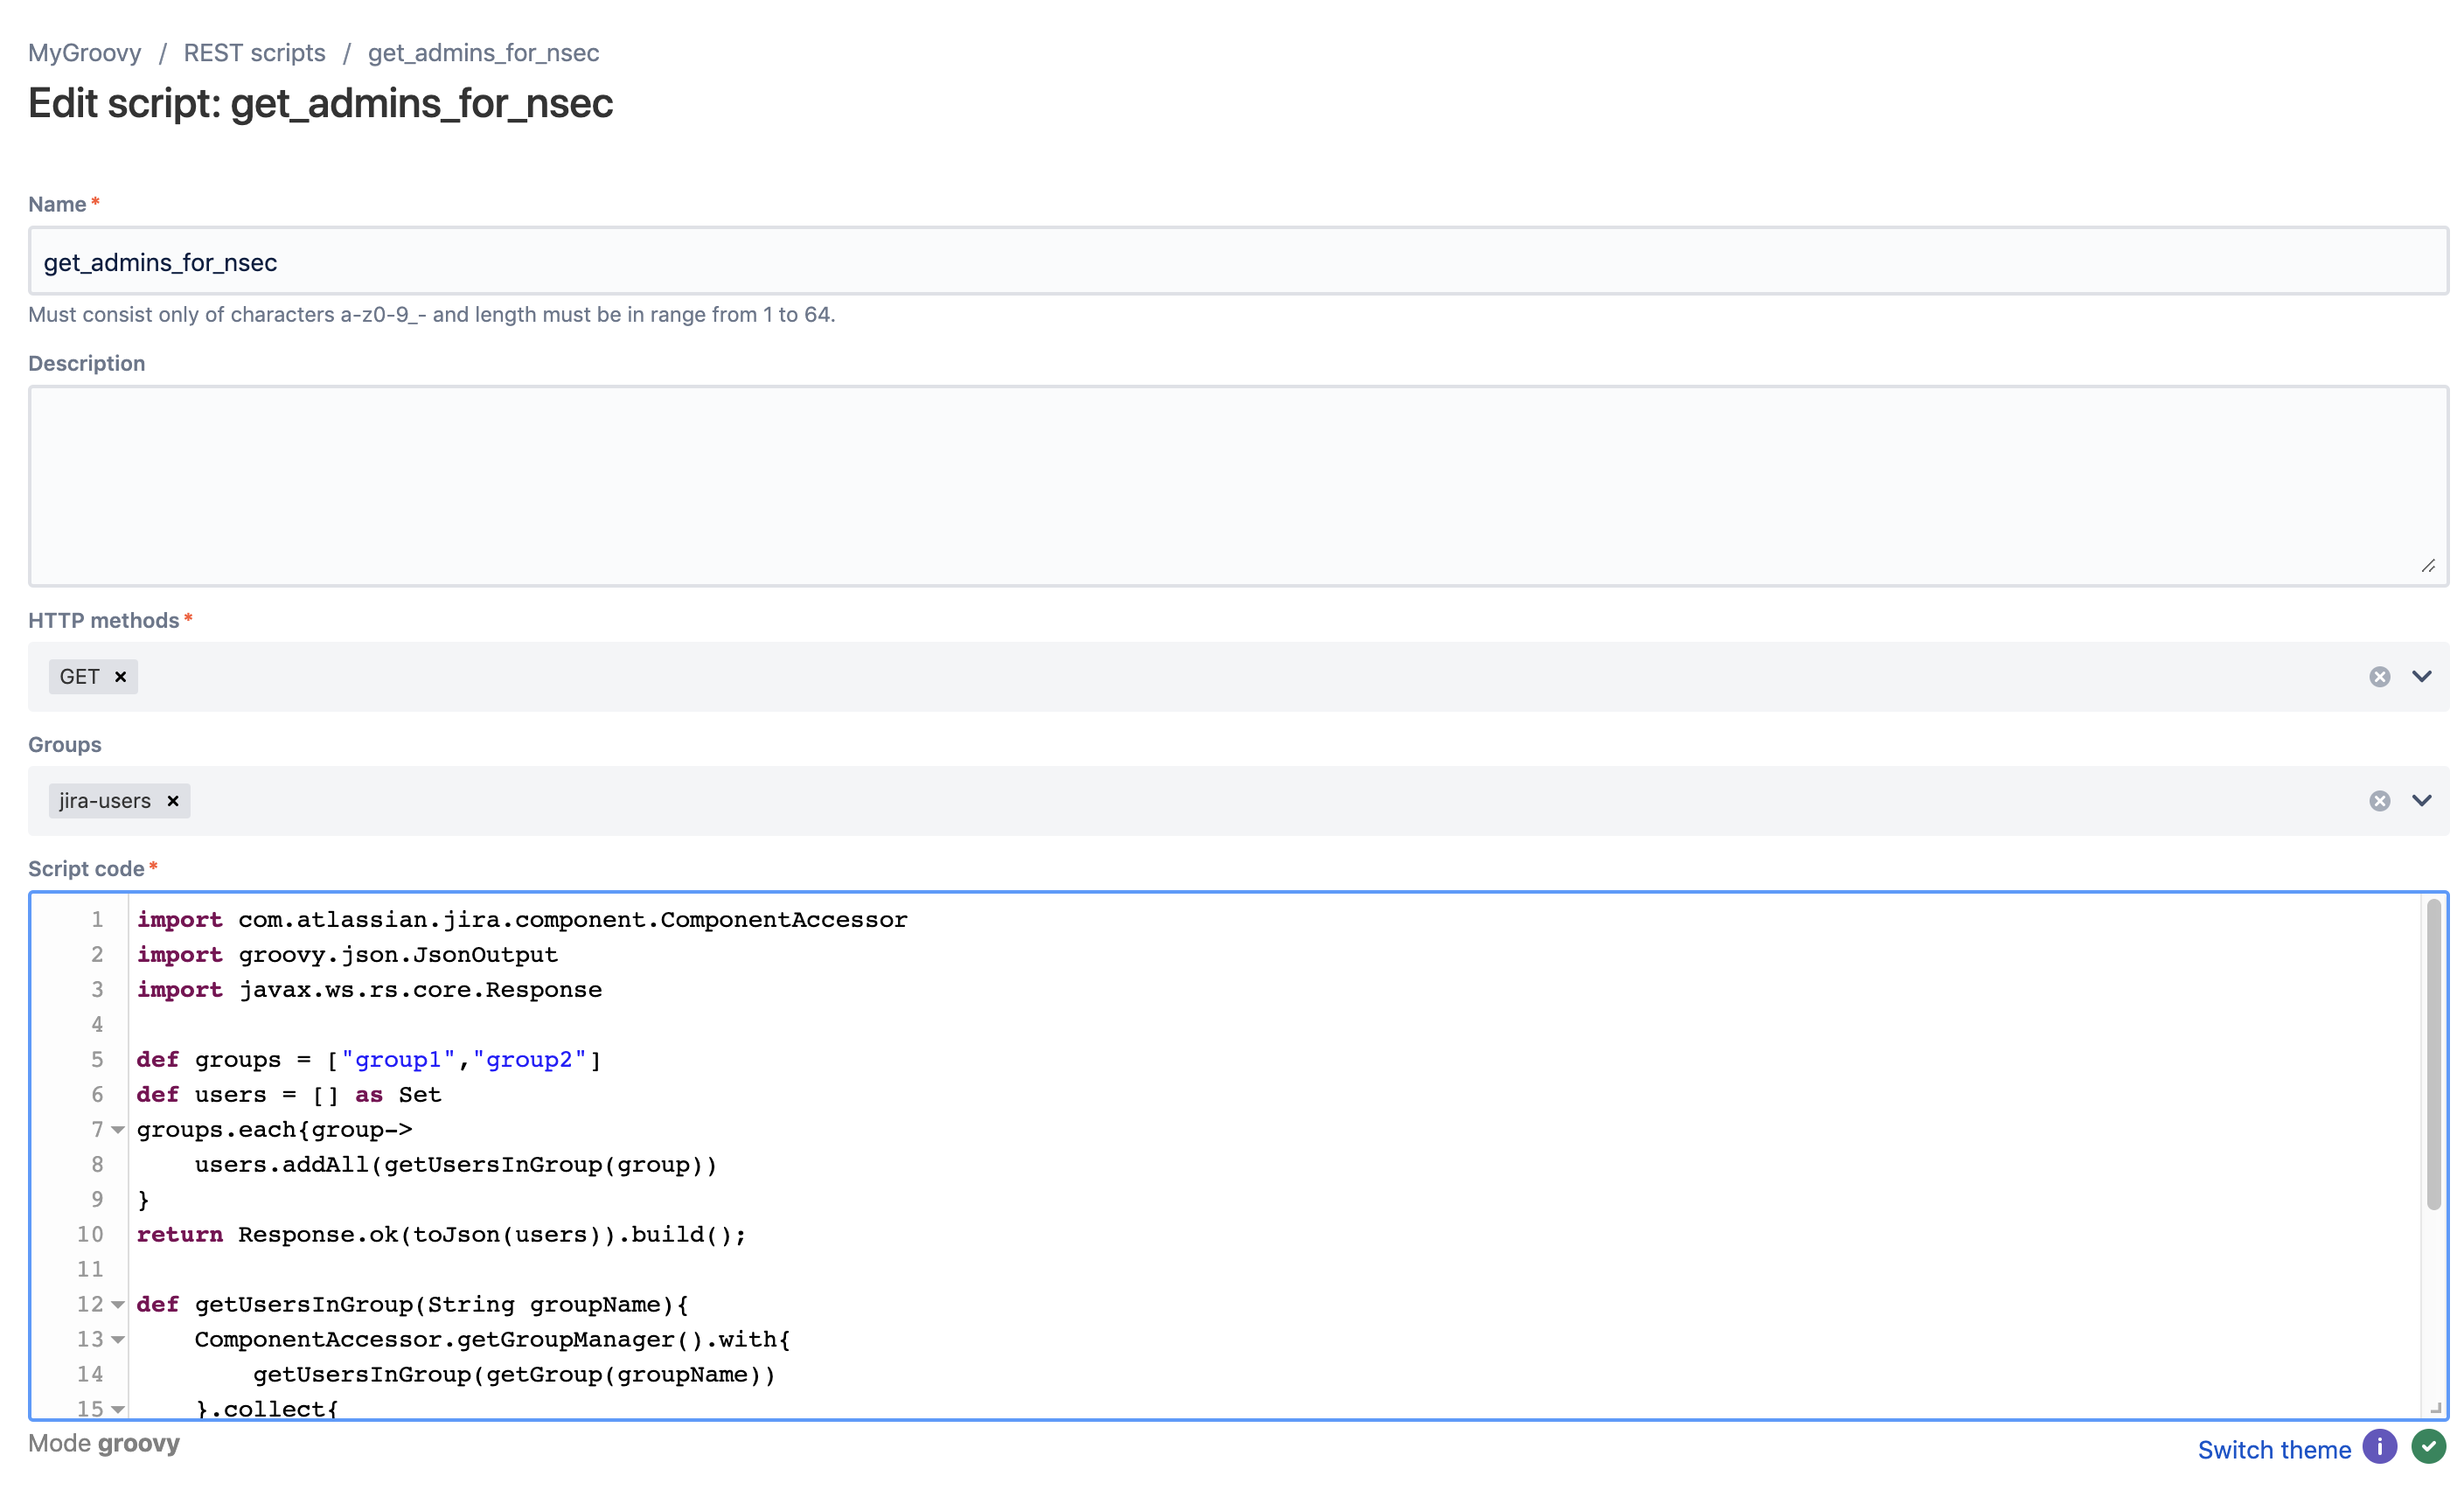 MyGroovy / REST scripts / get_admins_for_nsec
Edit script: get_admins_for_nsec
Name *
get_admins_for_nsec
Must consist only of characters a-z0-9_- and length must be in range from 1 to 64.
Description
HTTP methods *
GET ×
Groups
jira-users ×
Script code *
1 import com.atlassian.jira.component.ComponentAccessor
2 import groovy.json.JsonOutput
3 import javax.ws.rs.core.Response
4
5 def groups = ["group1","group2"]
6 def users = [] as Set
7 groups.each{group->
8     users.addAll(getUsersInGroup(group))
9 }
10 return Response.ok(toJson(users)).build();
11
12 def getUsersInGroup(String groupName){
13     ComponentAccessor.getGroupManager().with{
14         getUsersInGroup(getGroup(groupName))
15     }.collect{
Mode groovy
Switch theme i